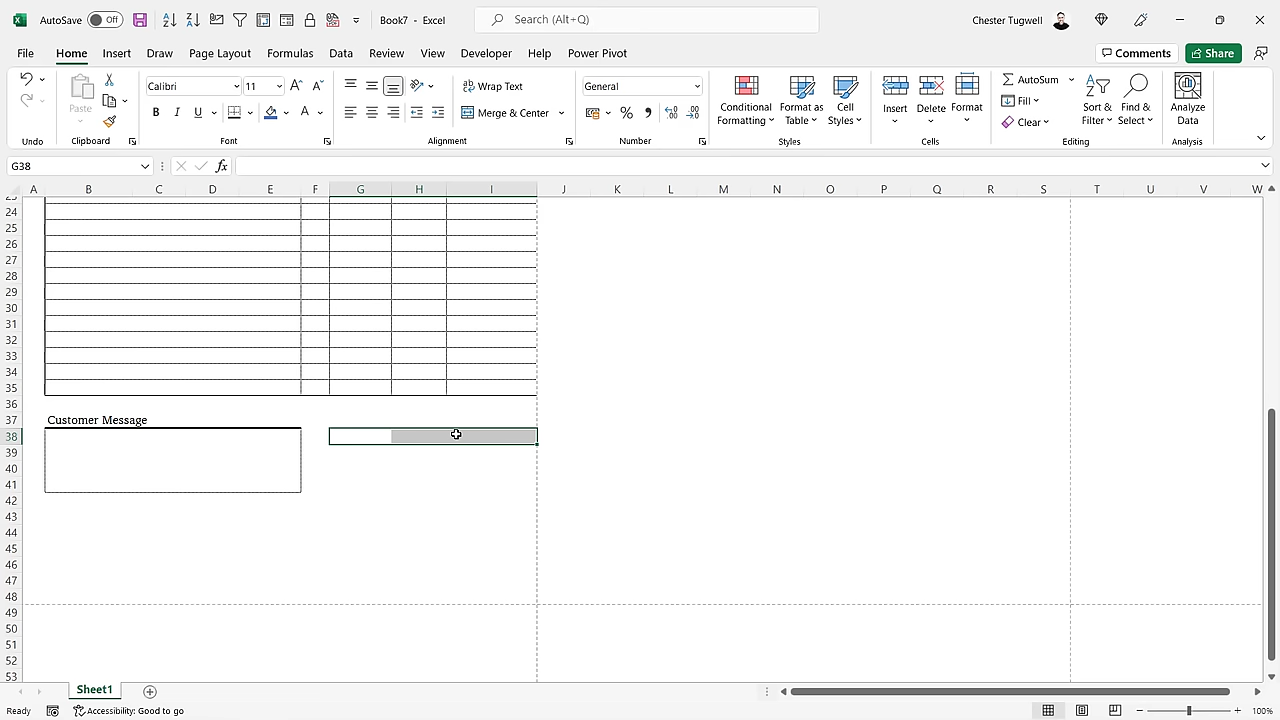 AutoSave Off
Book7 - Excel
Search (Alt+Q)
Chester Tugwell
File Home Insert Draw Page Layout Formulas Data Review View Developer Help Power Pivot
Comments Share
Paste
Calibri 11
B I U A
Wrap Text
Merge & Center
General
Conditional Formatting
Format as Table
Cell Styles
Insert Delete Format
AutoSum
Fill
Clear
Sort & Filter
Find & Select
Analyze Data
Undo Clipboard Font Alignment Number Styles Cells Editing Analysis
G38 fx
A B C D E F G H I J K L M N O P Q R S T U V W
23
24
25
26
27
28
29
30
31
32
33
34
35
36
37 Customer Message
38
39
40
41
42
43
44
45
46
47
48
49
50
51
52
53
Sheet1
Ready Accessibility: Good to go 100%